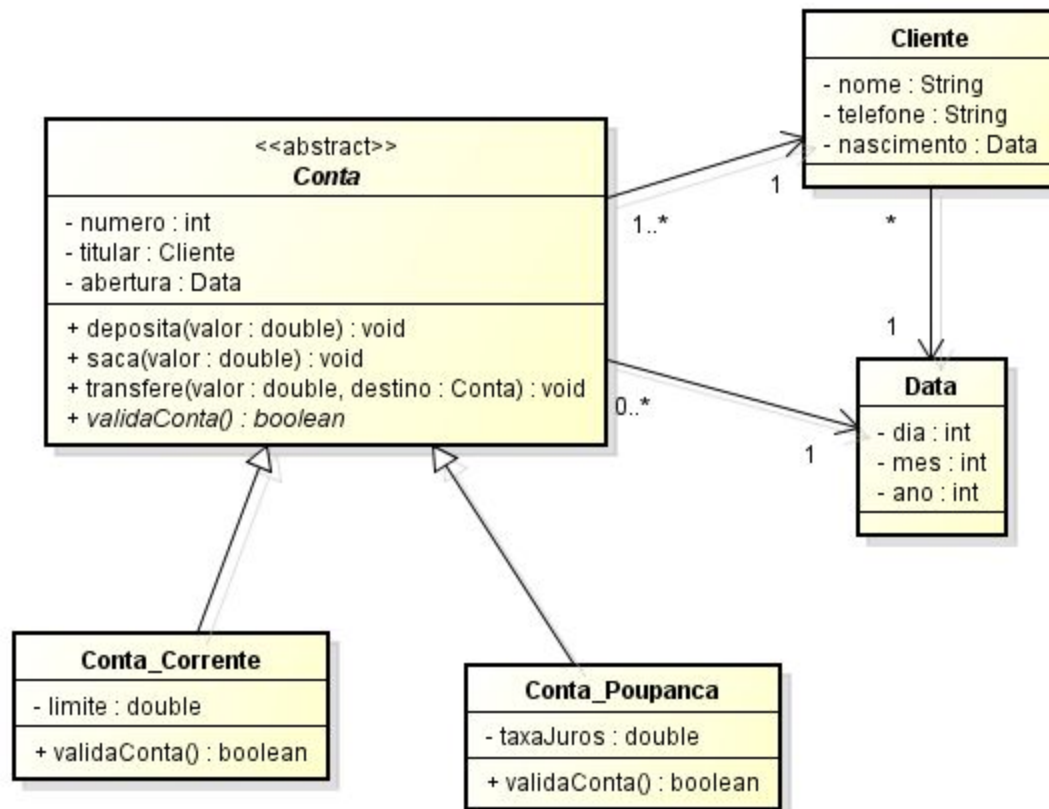 Cliente
- nome : String
- telefone : String
- nascimento : Data
<<abstract>>
Conta
- numero : int
- titular : Cliente
- abertura : Data
+ deposita(valor : double) : void
+ saca(valor : double) : void
+ transfere(valor : double, destino : Conta) : void
+ validaConta() : boolean
1
1..*
*
1
0..*
1
Data
- dia : int
- mes : int
- ano : int
Conta_Corrente
- limite : double
+ validaConta() : boolean
Conta_Poupanca
- taxaJuros : double
+ validaConta() : boolean